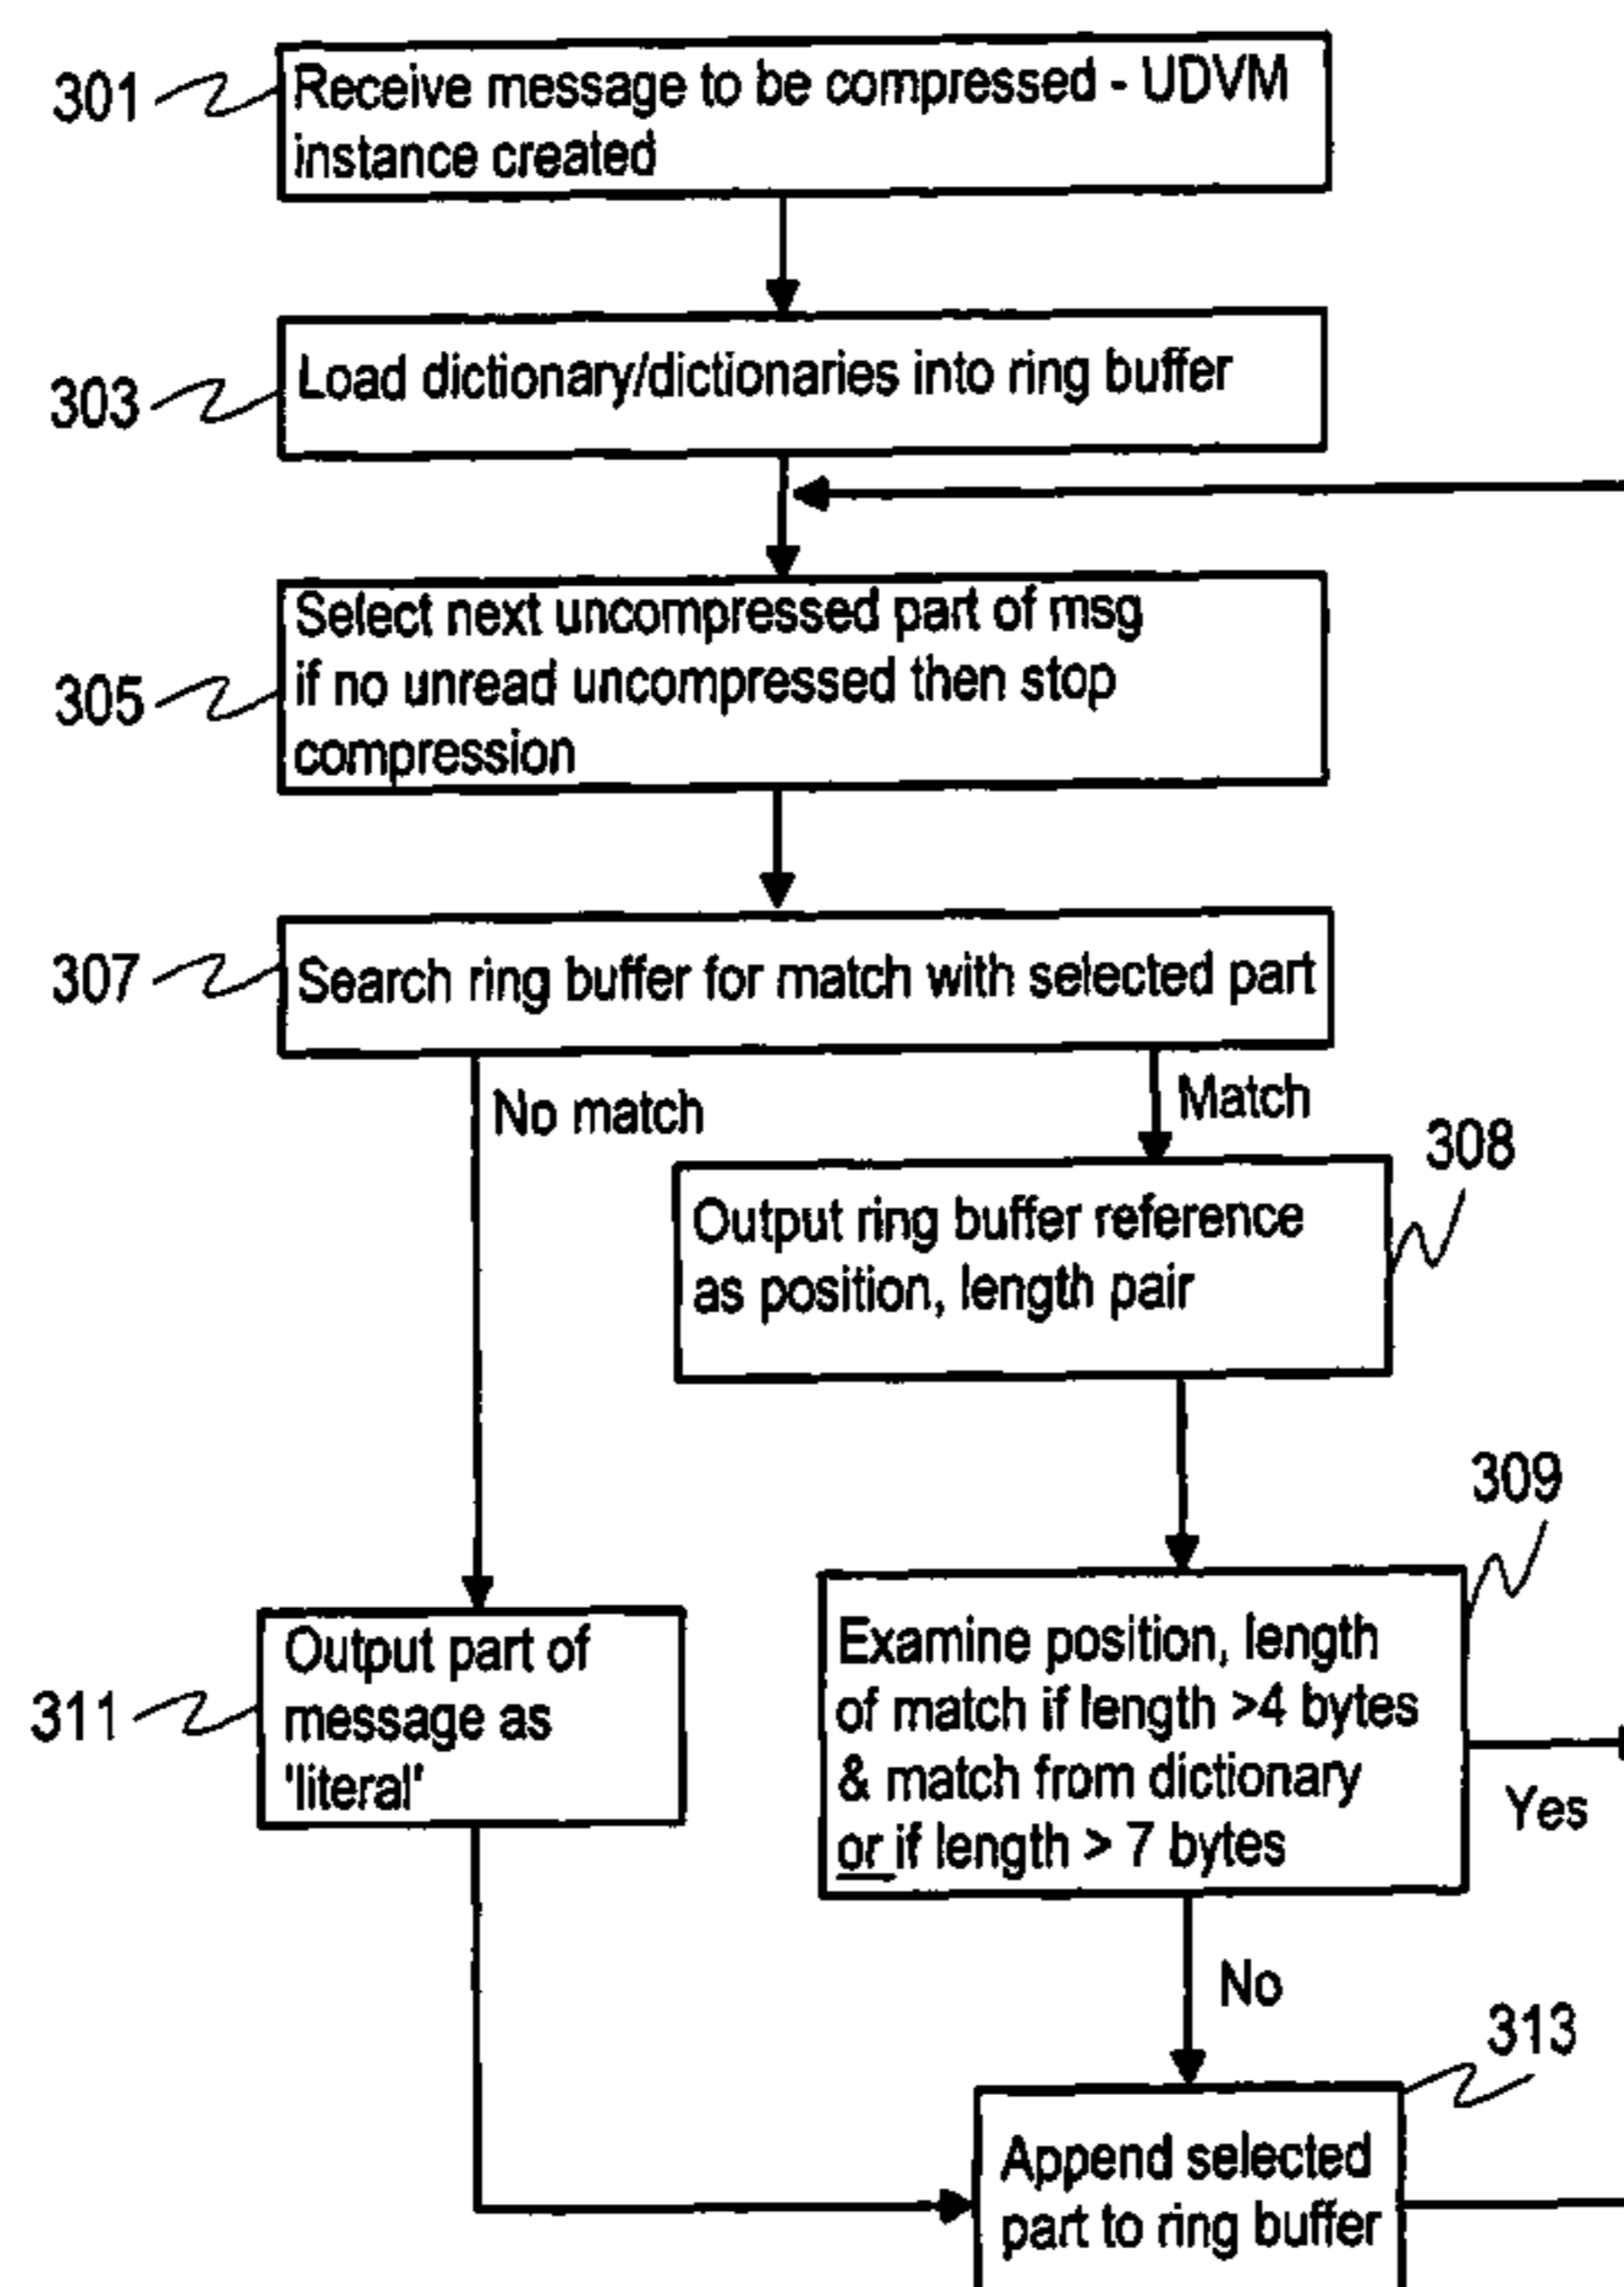 301
Receive message to be compressed - UDVM
instance created
303
Load dictionary/dictionaries into ring buffer
305
Select next uncompressed part of msg
if no unread uncompressed then stop
compression
307
Search ring buffer for match with selected part
No match
Match
308
Output ring buffer reference
as position, length pair
309
Examine position, length
of match if length >4 bytes
& match from dictionary
or if length > 7 bytes
Yes
311
Output part of
message as
'literal'
No
313
Append selected
part to ring buffer